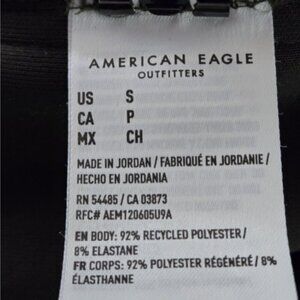 AMERICAN EAGLE
OUTFITTERS
US S
CA P
MX CH
MADE IN JORDAN / FABRIQUÉ EN JORDANIE /
HECHO EN JORDANIA
RN 54485 / CA 03873
RFC# AEM120605U9A
EN BODY: 92% RECYCLED POLYESTER /
8% ELASTANE
FR CORPS: 92% POLYESTER RÉGÉNÉRÉ / 8%
ÉLASTHANNE